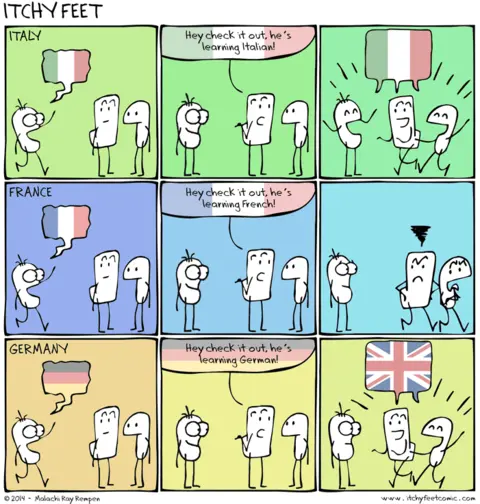 ITCHY FEET
ITALY
Hey check it out, he's
learning Italian!
FRANCE
Hey check it out, he's
learning French!
GERMANY
Hey check it out, he's
learning German!
© 2014 - Malachi Ray Rempen
www.itchyfeetcomic.com